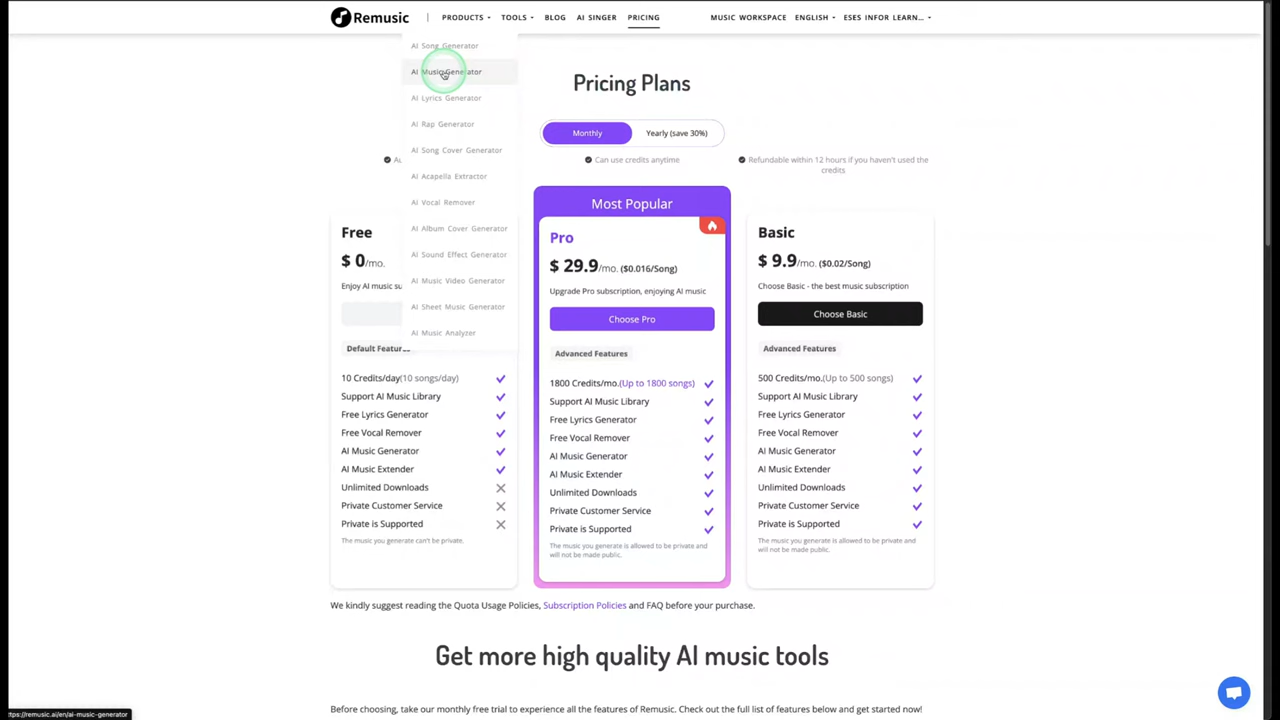 Remusic
PRODUCTS
TOOLS
BLOG
AI SINGER
PRICING
MUSIC WORKSPACE
ENGLISH
ESES INFOR LEARN...
AI Song Generator
AI Music Generator
AI Lyrics Generator
AI Rap Generator
AI Song Cover Generator
AI Acapella Extractor
AI Vocal Remover
AI Album Cover Generator
AI Sound Effect Generator
AI Music Video Generator
AI Sheet Music Generator
AI Music Analyzer
Pricing Plans
Monthly
Yearly (save 30%)
Can use credits anytime
Refundable within 12 hours if you haven't used the
credits
Free
$ 0/mo.
Enjoy AI music su
Default Features
10 Credits/day(10 songs/day)
Support AI Music Library
Free Lyrics Generator
Free Vocal Remover
AI Music Generator
AI Music Extender
Unlimited Downloads
Private Customer Service
Private is Supported
The music you generate can't be private.
Most Popular
Pro
$ 29.9/mo. ($0.016/Song)
Upgrade Pro subscription, enjoying AI music
Choose Pro
Advanced Features
1800 Credits/mo.(Up to 1800 songs)
Support AI Music Library
Free Lyrics Generator
Free Vocal Remover
AI Music Generator
AI Music Extender
Unlimited Downloads
Private Customer Service
Private is Supported
The music you generate is allowed to be private and
will not be made public.
Basic
$ 9.9/mo. ($0.02/Song)
Choose Basic - the best music subscription
Choose Basic
Advanced Features
500 Credits/mo.(Up to 500 songs)
Support AI Music Library
Free Lyrics Generator
Free Vocal Remover
AI Music Generator
AI Music Extender
Unlimited Downloads
Private Customer Service
Private is Supported
The music you generate is allowed to be private and
will not be made public.
We kindly suggest reading the Quota Usage Policies, Subscription Policies and FAQ before your purchase.
Get more high quality AI music tools
Before choosing, take our monthly free trial to experience all the features of Remusic. Check out the full list of features below and get started now!
ttps://remusic.ai/en/ai-music-generator